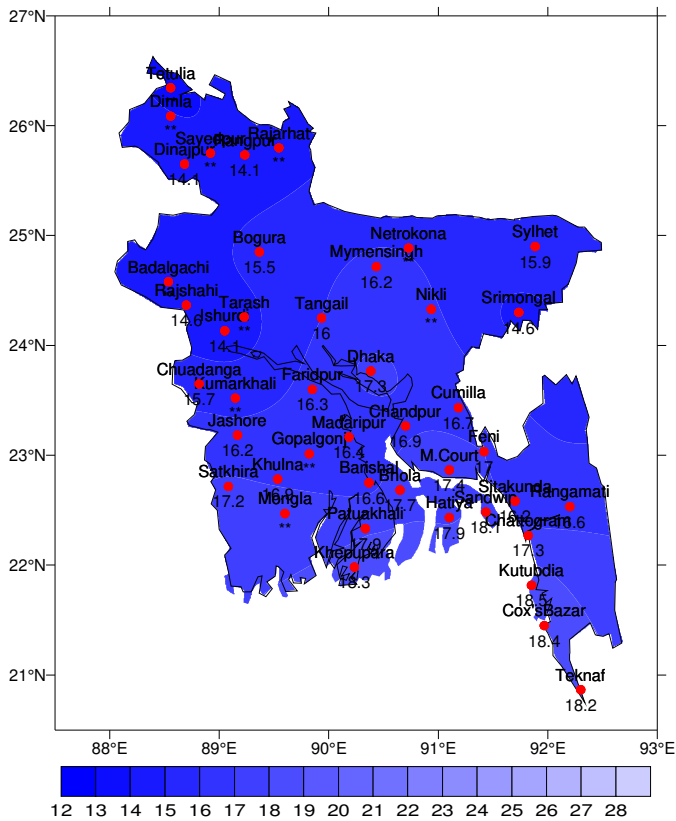 27°N
26°N
25°N
24°N
23°N
22°N
21°N
Tetulia
Dimla
**
Sayedpur
**
Rangpur
14.1
Rajarhat
**
Dinajpur
14.1
Bogura
15.5
Netrokona
Mymensingh
16.2
Sylhet
15.9
Badalgachi
Rajshahi
14.6
Tarash
**
Ishurdi
14.1
Tangail
16
Nikli
**
Srimongal
14.6
Chuadanga
15.7
Kumarkhali
**
Faridpur
16.3
Dhaka
17.3
Cumilla
16.7
Jashore
16.2
Gopalgonj
**
Madaripur
16.4
Chandpur
16.9
Feni
17
Satkhira
17.2
Khulna
Mongla
**
Barishal
16.6
Bhola
17.7
M.Court
17.4
Patuakhali
17.9
Hatiya
17.9
Sandwip
18.1
Sitakunda
Rangamati
16.6
Chattogram
17.3
Khepupara
18.3
Kutubdia
18.5
Cox'sBazar
18.4
Teknaf
18.2
88°E 89°E 90°E 91°E 92°E 93°E
12 13 14 15 16 17 18 19 20 21 22 23 24 25 26 27 28